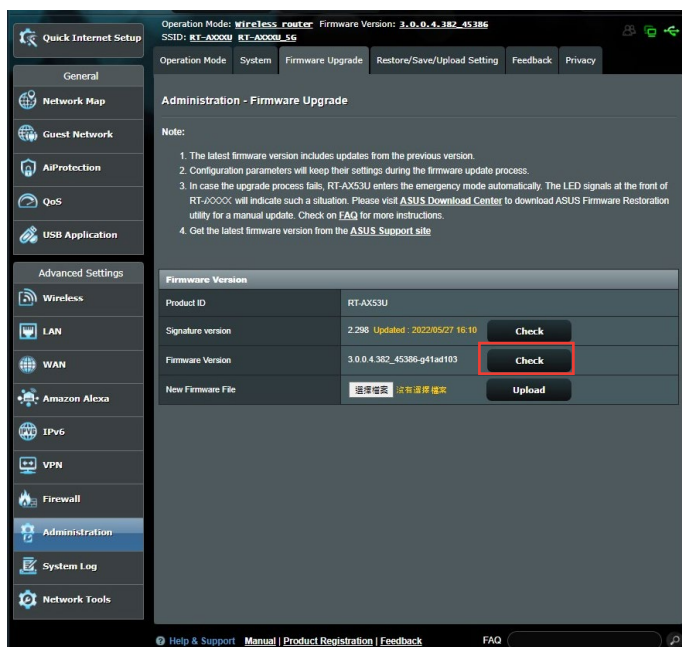 Quick Internet Setup
Operation Mode: Wireless router Firmware Version: 3.0.0.4.382_45386
SSID: RT-AXXXU RT-AXXXU_5G
Operation Mode System Firmware Upgrade Restore/Save/Upload Setting Feedback Privacy
General
Network Map
Guest Network
AiProtection
QoS
USB Application
Advanced Settings
Wireless
LAN
WAN
Amazon Alexa
IPv6
VPN
Firewall
Administration
System Log
Network Tools
Administration - Firmware Upgrade
Note:
1. The latest firmware version includes updates from the previous version.
2. Configuration parameters will keep their settings during the firmware update process.
3. In case the upgrade process fails, RT-AX53U enters the emergency mode automatically. The LED signals at the front of
RT-AXXXX will indicate such a situation. Please visit ASUS Download Center to download ASUS Firmware Restoration
utility for a manual update. Check on FAQ for more instructions.
4. Get the latest firmware version from the ASUS Support site
Firmware Version
Product ID RT-AX53U
Signature version 2.298 Updated : 2022/05/27 16:10 Check
Firmware Version 3.0.0.4.382_45386-g41ad103 Check
New Firmware File 選擇檔案 沒有選擇檔案 Upload
Help & Support Manual | Product Registration | Feedback FAQ